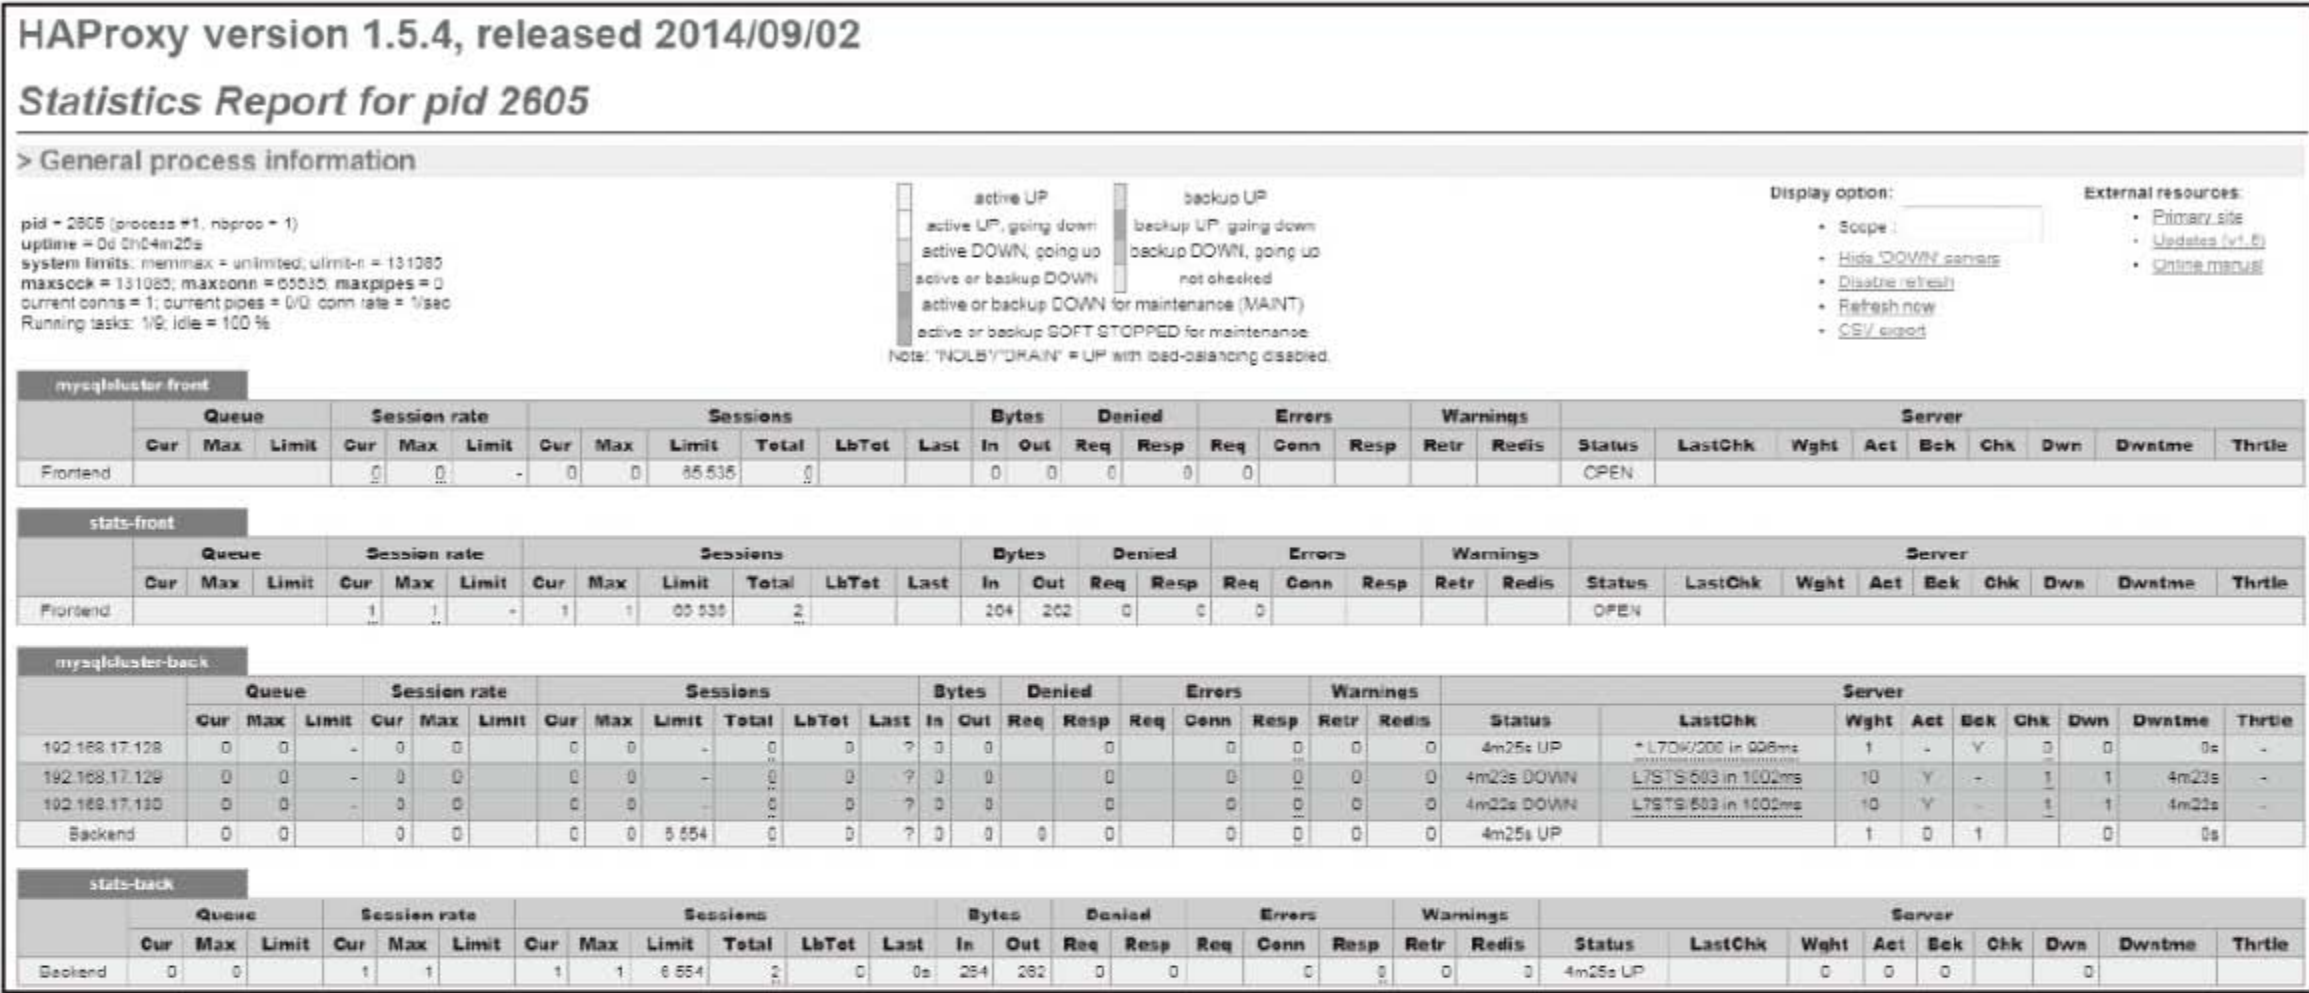 HAProxy version 1.5.4, released 2014/09/02
Statistics Report for pid 2605
> General process information
pid = 2605 (process #1, nbproc = 1)
uptime = 0d 0h04m25s
system limits: memmax = unlimited; ulimit-n = 131085
maxsock = 131085; maxconn = 65535; maxpipes = 0
current conns = 1; current pipes = 0/0; conn rate = 1/sec
Running tasks: 1/9; idle = 100 %
active UP backup UP
active UP, going down backup UP, going down
active DOWN, going up backup DOWN, going up
active or backup DOWN not checked
active or backup DOWN for maintenance (MAINT)
active or backup SOFT STOPPED for maintenance
Note: "NOLB"/"DRAIN" = UP with load-balancing disabled.
Display option:
• Scope :
• Hide 'DOWN' servers
• Disable refresh
• Refresh now
• CSV export
External resources:
• Primary site
• Updates (v1.5)
• Online manual
mysqlcluster-front
Queue Session rate Sessions Bytes Denied Errors Warnings Server
Cur Max Limit Cur Max Limit Cur Max Limit Total LbTot Last In Out Req Resp Req Conn Resp Retr Redis Status LastChk Wght Act Bck Chk Dwn Dwntme Thrtle
Frontend 0 0 - 0 0 65 535 0 0 0 0 0 0 OPEN
stats-front
Queue Session rate Sessions Bytes Denied Errors Warnings Server
Cur Max Limit Cur Max Limit Cur Max Limit Total LbTot Last In Out Req Resp Req Conn Resp Retr Redis Status LastChk Wght Act Bck Chk Dwn Dwntme Thrtle
Frontend 1 1 - 1 1 65 535 2 0 0 0 OPEN
mysqlcluster-back
Queue Session rate Sessions Bytes Denied Errors Warnings Server
Cur Max Limit Cur Max Limit Cur Max Limit Total LbTot Last In Out Req Resp Req Conn Resp Retr Redis Status LastChk Wght Act Bck Chk Dwn Dwntme Thrtle
192.168.17.128 0 0 - 0 0 0 0 - 0 0 ? 0 0 0 0 0 0 0 4m25s UP * L7OK/200 in 996ms 1 - Y 0 0 0s -
192.168.17.129 0 0 - 0 0 0 0 - 0 0 ? 0 0 0 0 0 0 0 4m23s DOWN L7STS/503 in 1002ms 10 Y - 1 1 4m23s -
192.168.17.130 0 0 - 0 0 0 0 - 0 0 ? 0 0 0 0 0 0 0 4m22s DOWN L7STS/503 in 1002ms 10 Y - 1 1 4m22s -
Backend 0 0 0 0 0 0 6 554 0 0 ? 0 0 0 0 0 0 0 0 4m25s UP 1 0 1 0 0s
stats-back
Queue Session rate Sessions Bytes Denied Errors Warnings Server
Cur Max Limit Cur Max Limit Cur Max Limit Total LbTot Last In Out Req Resp Req Conn Resp Retr Redis Status LastChk Wght Act Bck Chk Dwn Dwntme Thrtle
Backend 0 0 1 1 1 1 6 554 2 0 0s 0 0 0 0 0 0 4m25s UP 0 0 0 0